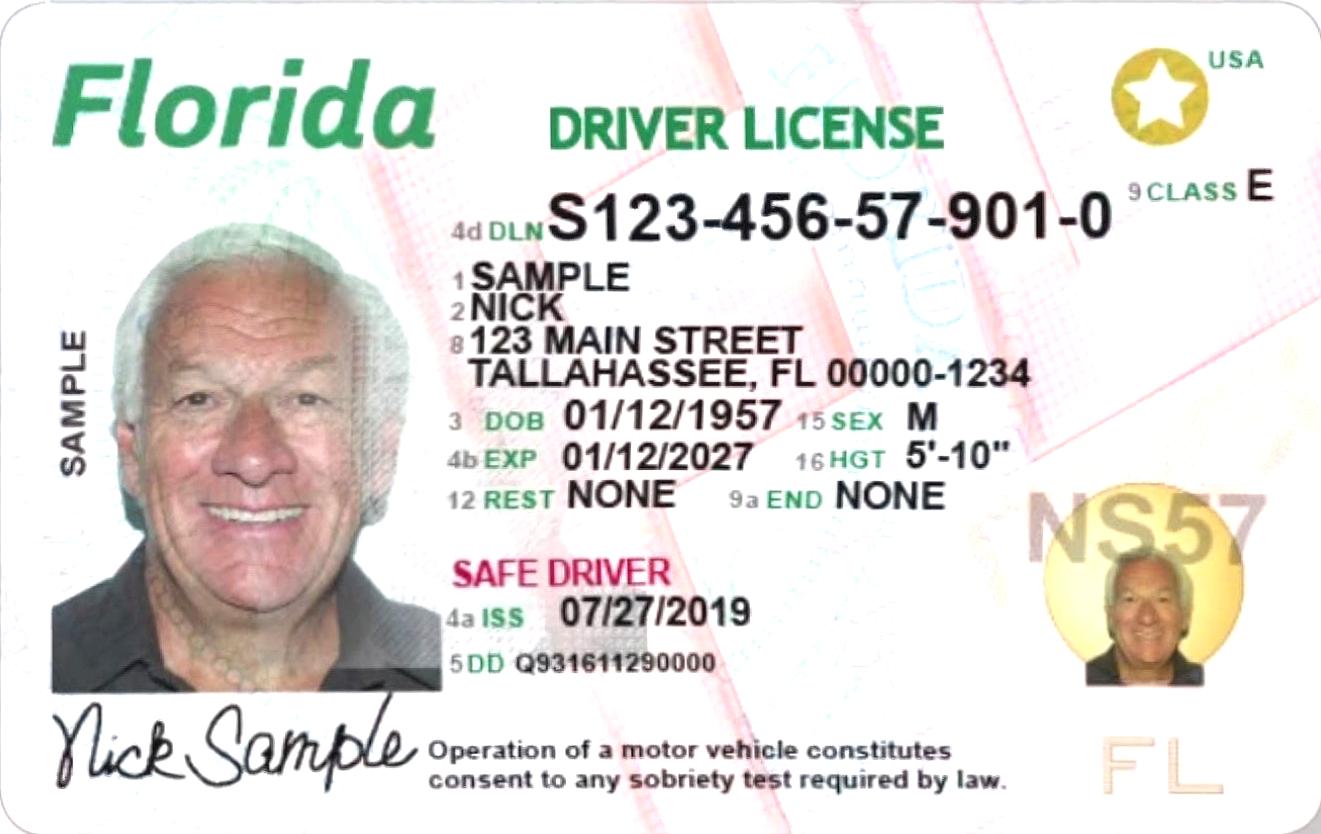 Florida
DRIVER LICENSE
USA
9 CLASS E
4d DLN S123-456-57-901-0
1 SAMPLE
2 NICK
8 123 MAIN STREET
TALLAHASSEE, FL 00000-1234
3 DOB 01/12/1957 15 SEX M
4b EXP 01/12/2027 16 HGT 5'-10"
12 REST NONE 9a END NONE
SAFE DRIVER
4a ISS 07/27/2019
5 DD Q931611290000
SAMPLE
NS57
FL
Nick Sample
Operation of a motor vehicle constitutes
consent to any sobriety test required by law.